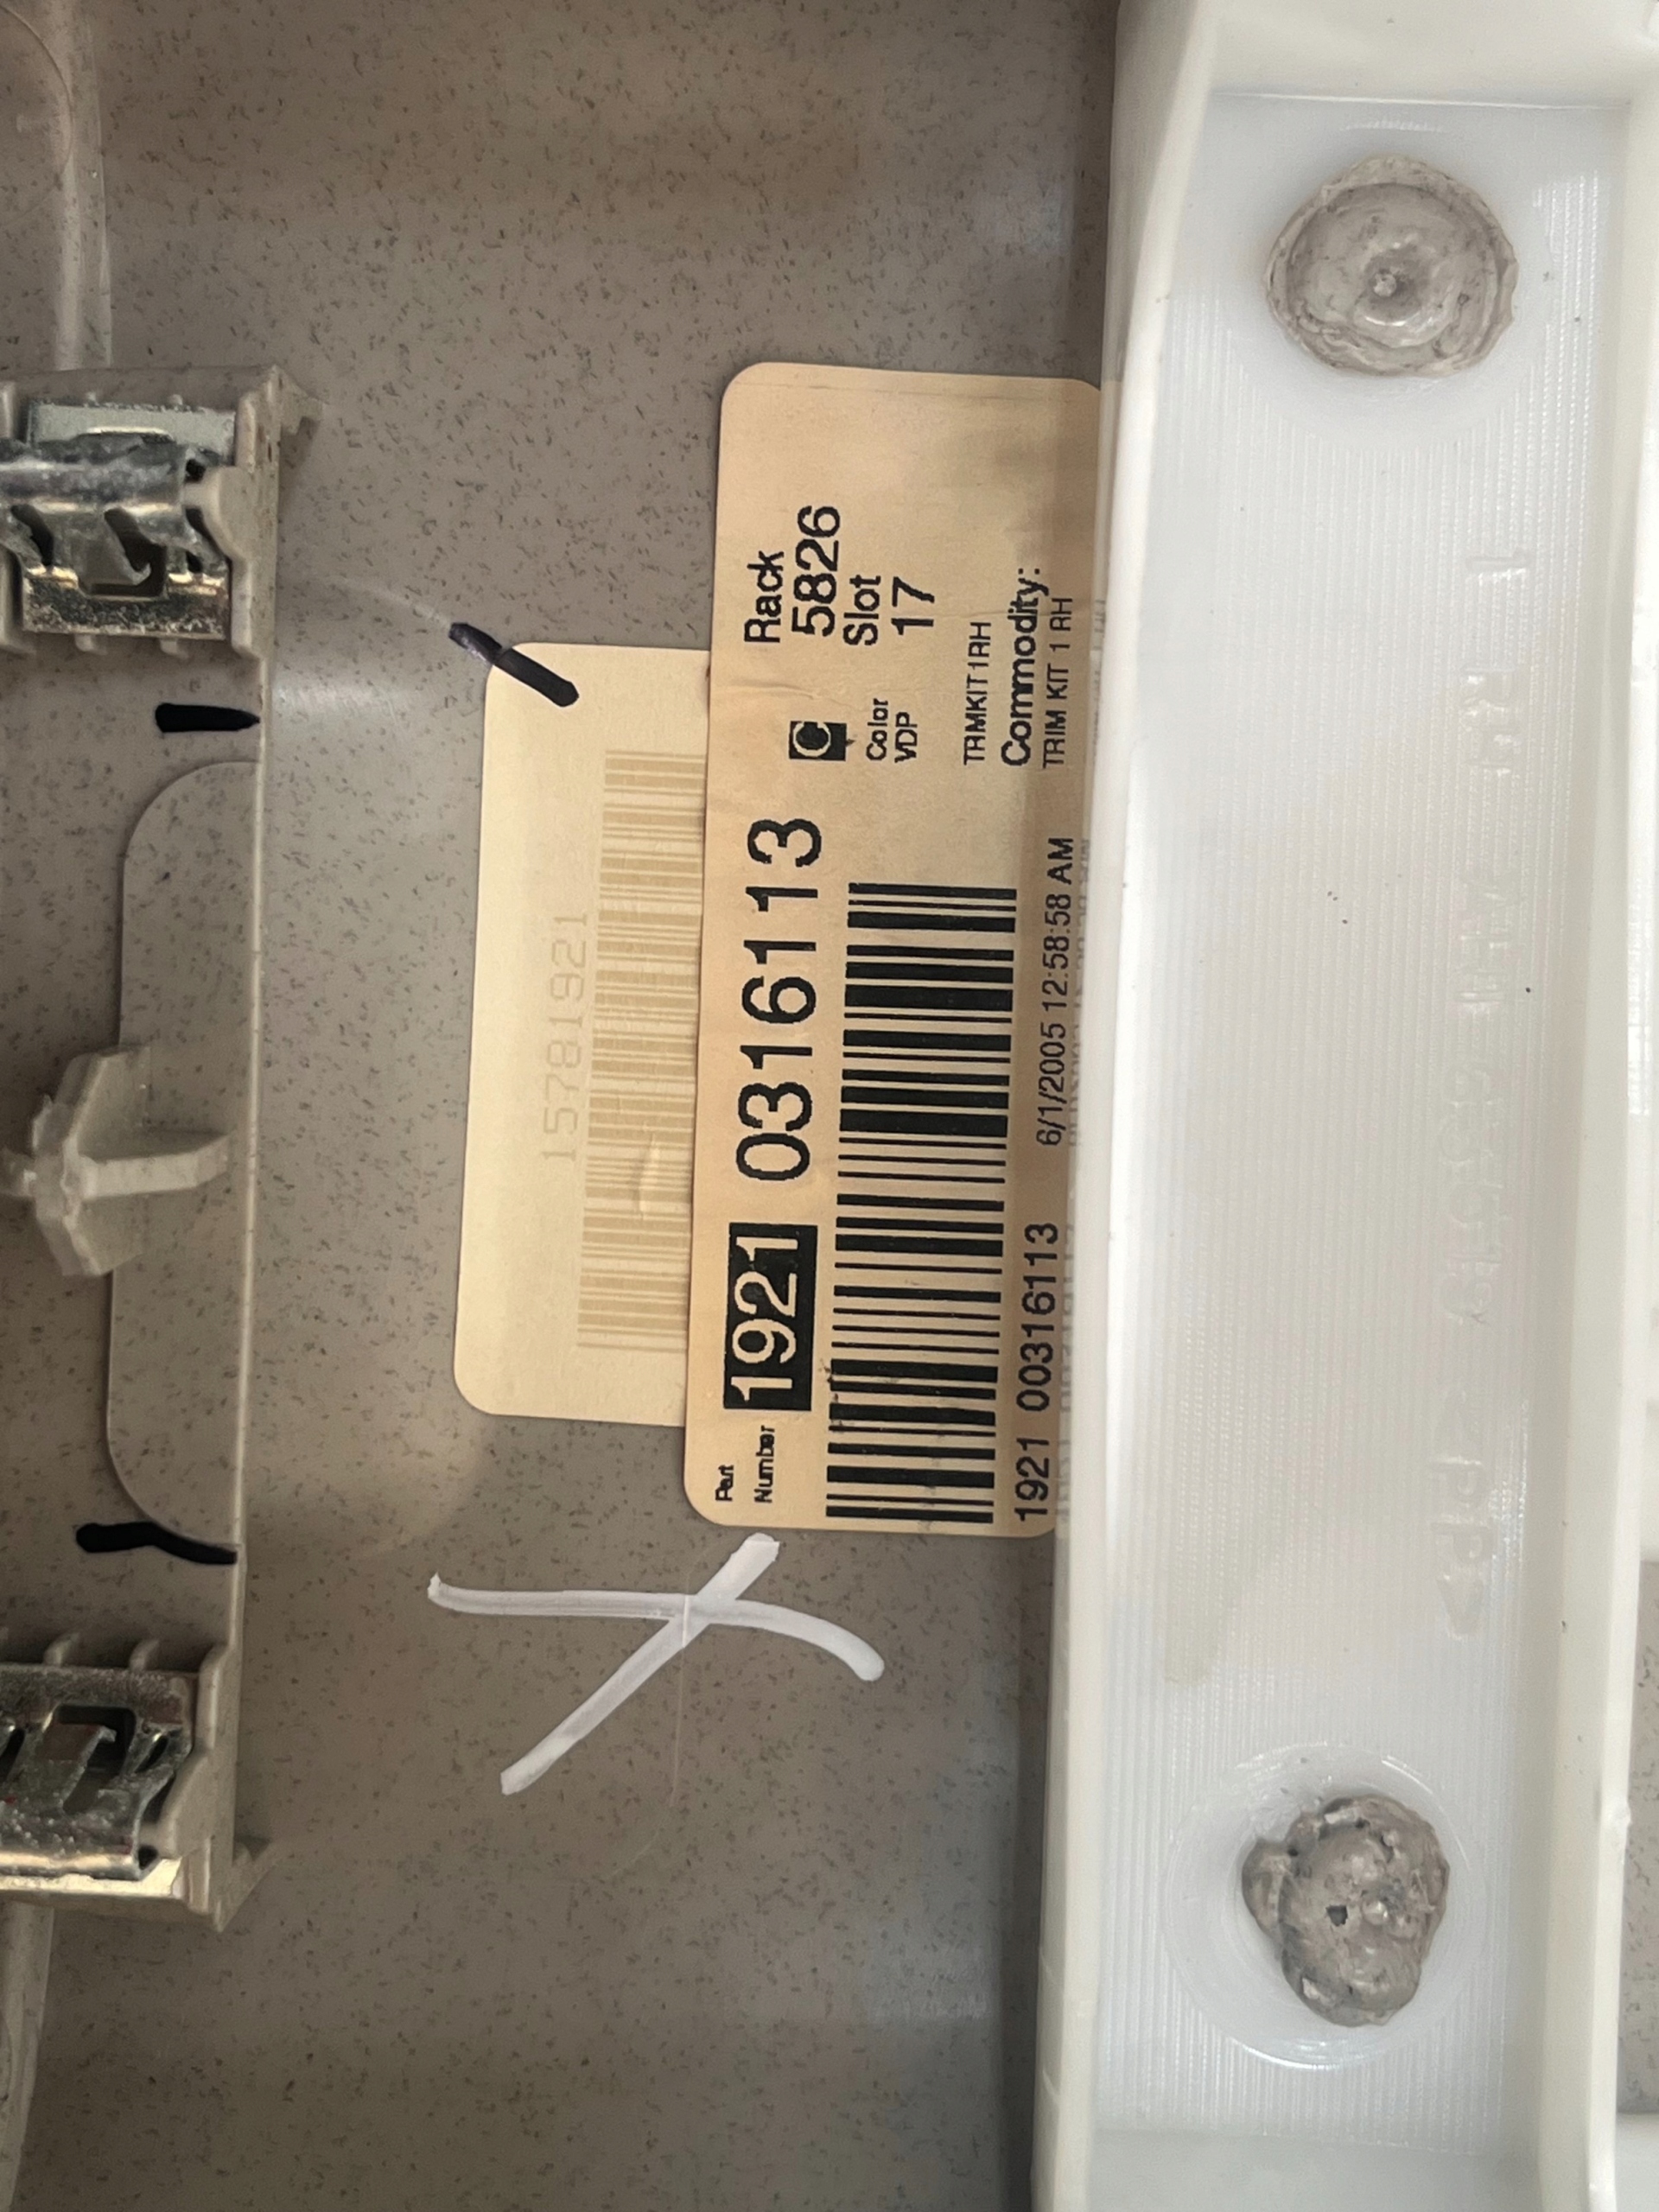 15781921
Part
Number
1921 0316113
Rack
5826
Slot
17
C
Color
VDP
TRMKIT1RH
Commodity:
TRIM KIT 1 RH
1921 00316113
6/1/2005 12:58:58 AM